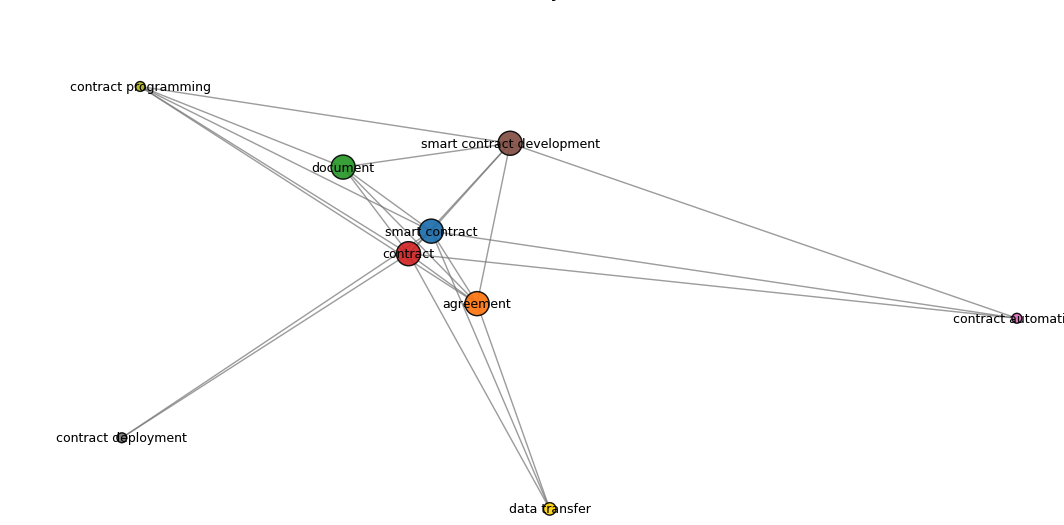 contract programming
smart contract development
document
smart contract
contract
agreement
contract automati
contract deployment
data transfer